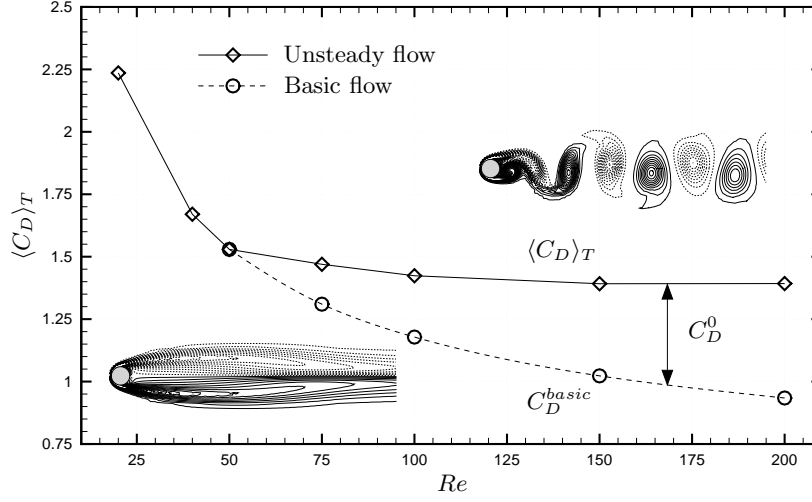 2.5
2.25
2
1.75
1.5
1.25
1
0.75
⟨C_D⟩_T
Unsteady flow
Basic flow
⟨C_D⟩_T
C_D^0
C_D^{basic}
25 50 75 100 125 150 175 200
Re